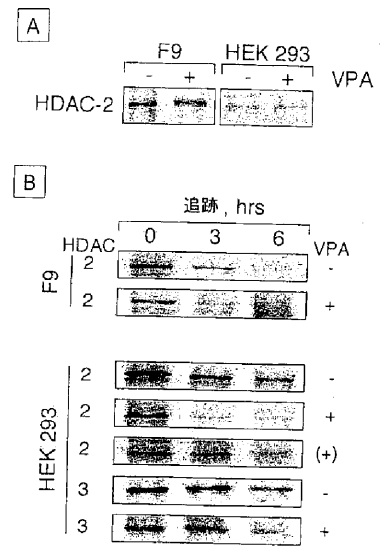 A
F9 HEK 293
- + - + VPA
HDAC-2
B
追跡, hrs
HDAC 0 3 6 VPA
F9
2 -
2 +
HEK 293
2 -
2 +
2 (+)
3 -
3 +